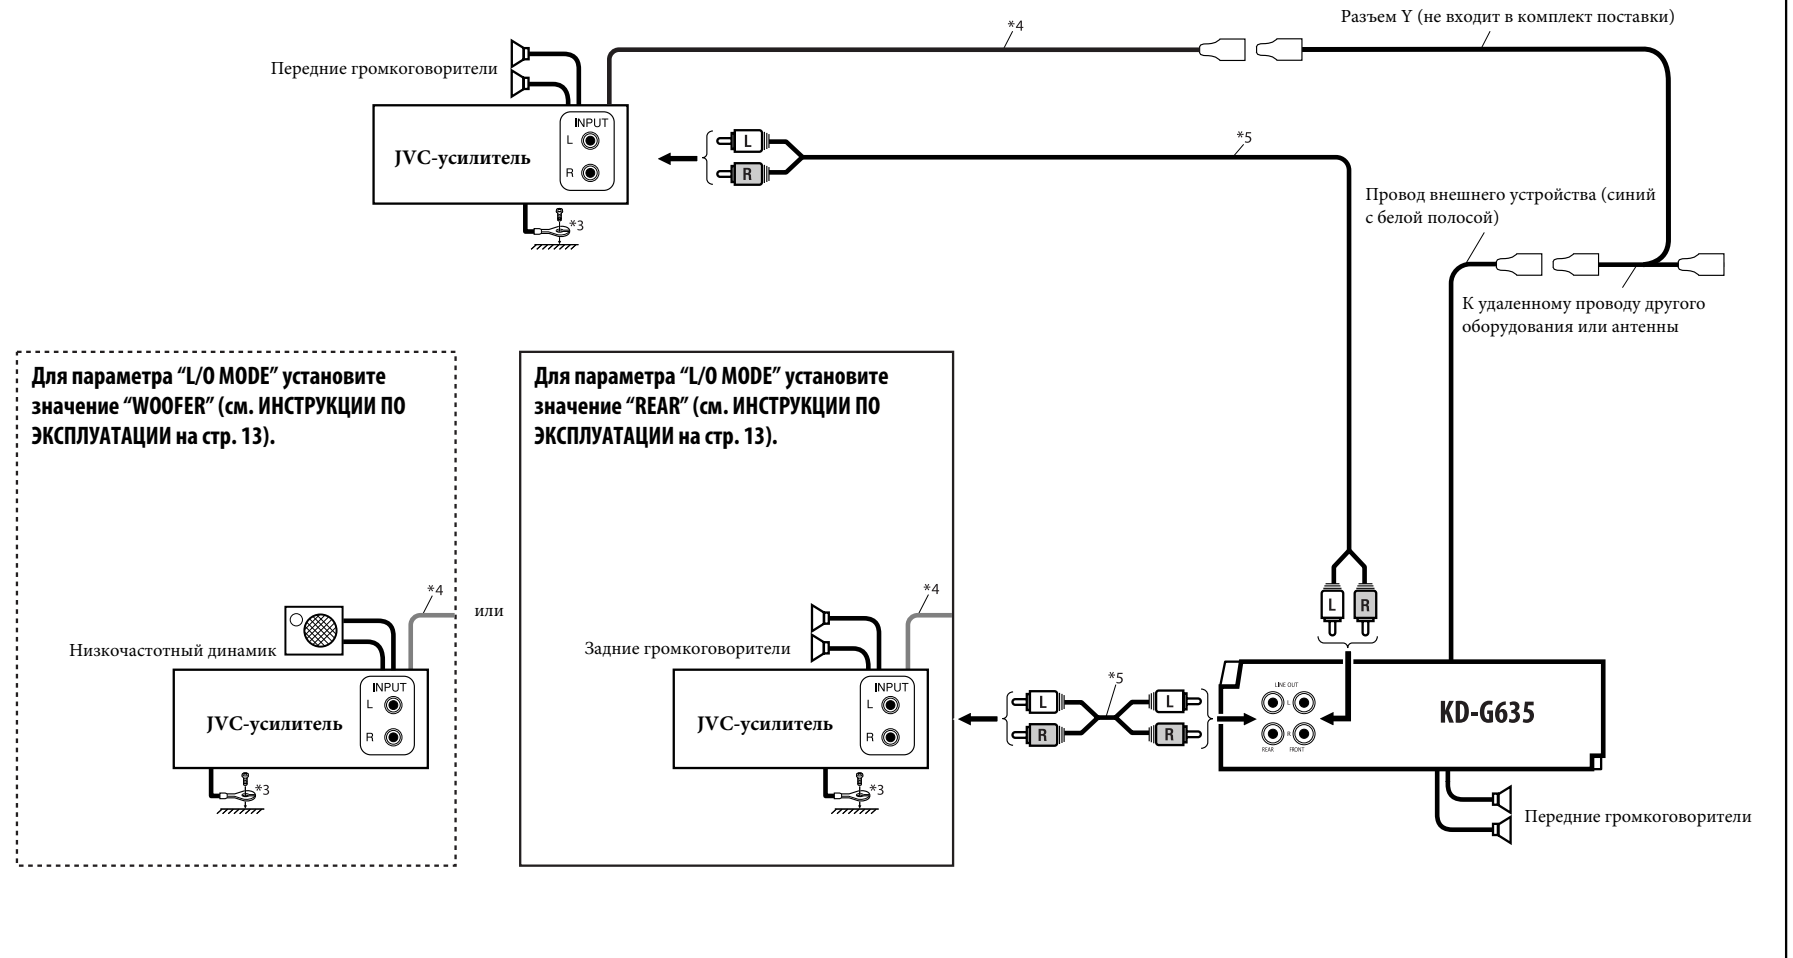 Разъем Y (не входит в комплект поставки)
*4
Передние громкоговорители
INPUT
L
R
JVC-усилитель
*3
L
R
*5
Провод внешнего устройства (синий
с белой полосой)
К удаленному проводу другого
оборудования или антенны
Для параметра “L/O MODE” установите
значение “WOOFER” (см. ИНСТРУКЦИИ ПО
ЭКСПЛУАТАЦИИ на стр. 13).
*4
Низкочастотный динамик
INPUT
L
R
JVC-усилитель
*3
или
Для параметра “L/O MODE” установите
значение “REAR” (см. ИНСТРУКЦИИ ПО
ЭКСПЛУАТАЦИИ на стр. 13).
*4
Задние громкоговорители
INPUT
L
R
JVC-усилитель
*3
*5
L
R
L
R
L
R
LINE OUT
L
R
REAR
FRONT
KD-G635
Передние громкоговорители